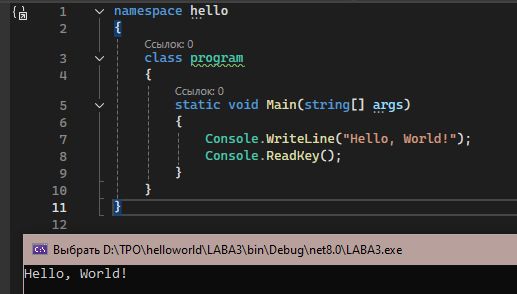 1 namespace hello
2 {
Ссылок: 0
3 class program
4 {
Ссылок: 0
5 static void Main(string[] args)
6 {
7 Console.WriteLine("Hello, World!");
8 Console.ReadKey();
9 }
10 }
11 }
12
C:\ Выбрать D:\TPO\helloworld\LABA3\bin\Debug\net8.0\LABA3.exe
Hello, World!